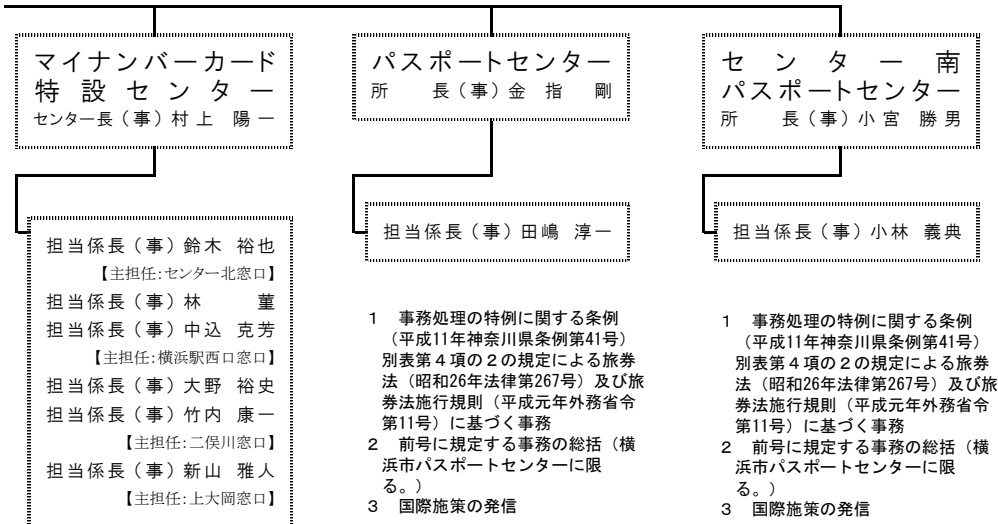 マイナンバーカード
特設センター
センター長（事）村上 陽一
担当係長（事）鈴木 裕也
【主担任:センター北窓口】
担当係長（事）林 菫
担当係長（事）中込 克芳
【主担任:横浜駅西口窓口】
担当係長（事）大野 裕史
担当係長（事）竹内 康一
【主担任:二俣川窓口】
担当係長（事）新山 雅人
【主担任:上大岡窓口】
パスポートセンター
所 長（事）金指 剛
担当係長（事）田嶋 淳一
１ 事務処理の特例に関する条例
（平成11年神奈川県条例第41号）
別表第４項の２の規定による旅券
法（昭和26年法律第267号）及び旅
券法施行規則（平成元年外務省令
第11号）に基づく事務
２ 前号に規定する事務の総括（横
浜市パスポートセンターに限
る。）
３ 国際施策の発信
センター南
パスポートセンター
所 長（事）小宮 勝男
担当係長（事）小林 義典
１ 事務処理の特例に関する条例
（平成11年神奈川県条例第41号）
別表第４項の２の規定による旅券
法（昭和26年法律第267号）及び旅
券法施行規則（平成元年外務省令
第11号）に基づく事務
２ 前号に規定する事務の総括（横
浜市パスポートセンターに限
る。）
３ 国際施策の発信